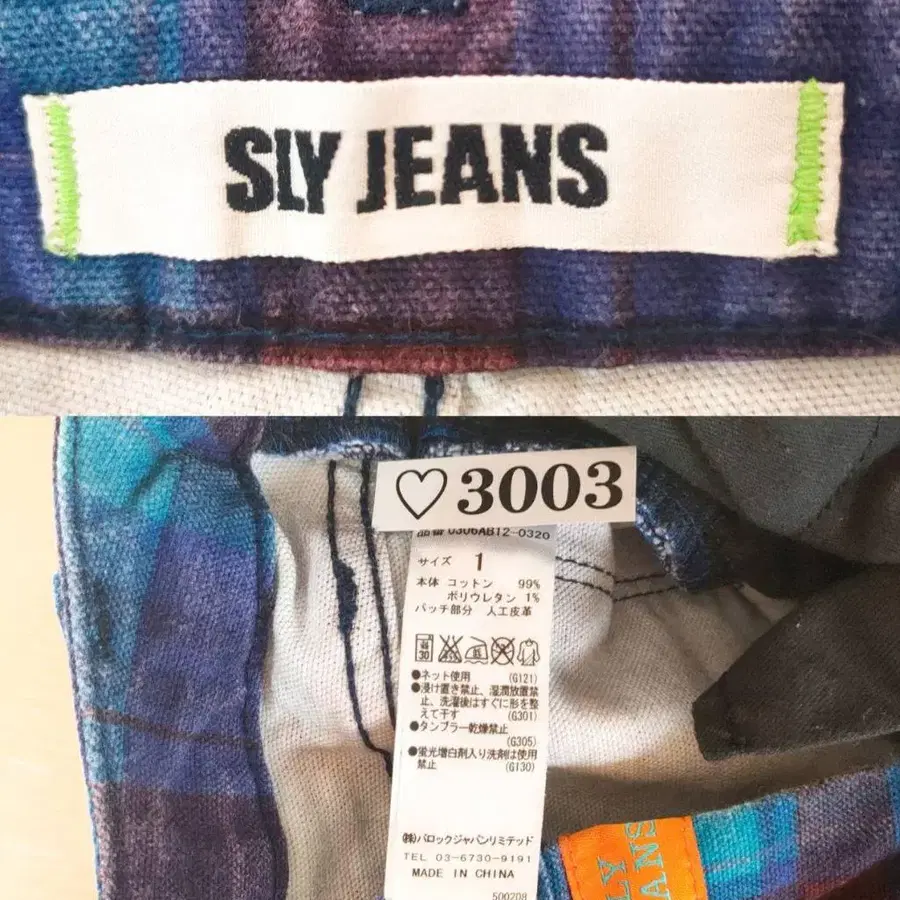 SLY JEANS
♡3003
品番 0306AB12-0320
サイズ 1
本体 コットン 99%
ポリウレタン 1%
パッチ部分 人工皮革
●ネット使用 (G121)
●浸け置き禁止、湿潤放置禁
止、洗濯後はすぐに形を整
えて干す (G301)
●タンブラー乾燥禁止
(G305)
●蛍光増白剤入り洗剤は使用
禁止 (G130)
㈱バロックジャパンリミテッド
TEL 03-6730-9191
MADE IN CHINA
500208
LY
ANS